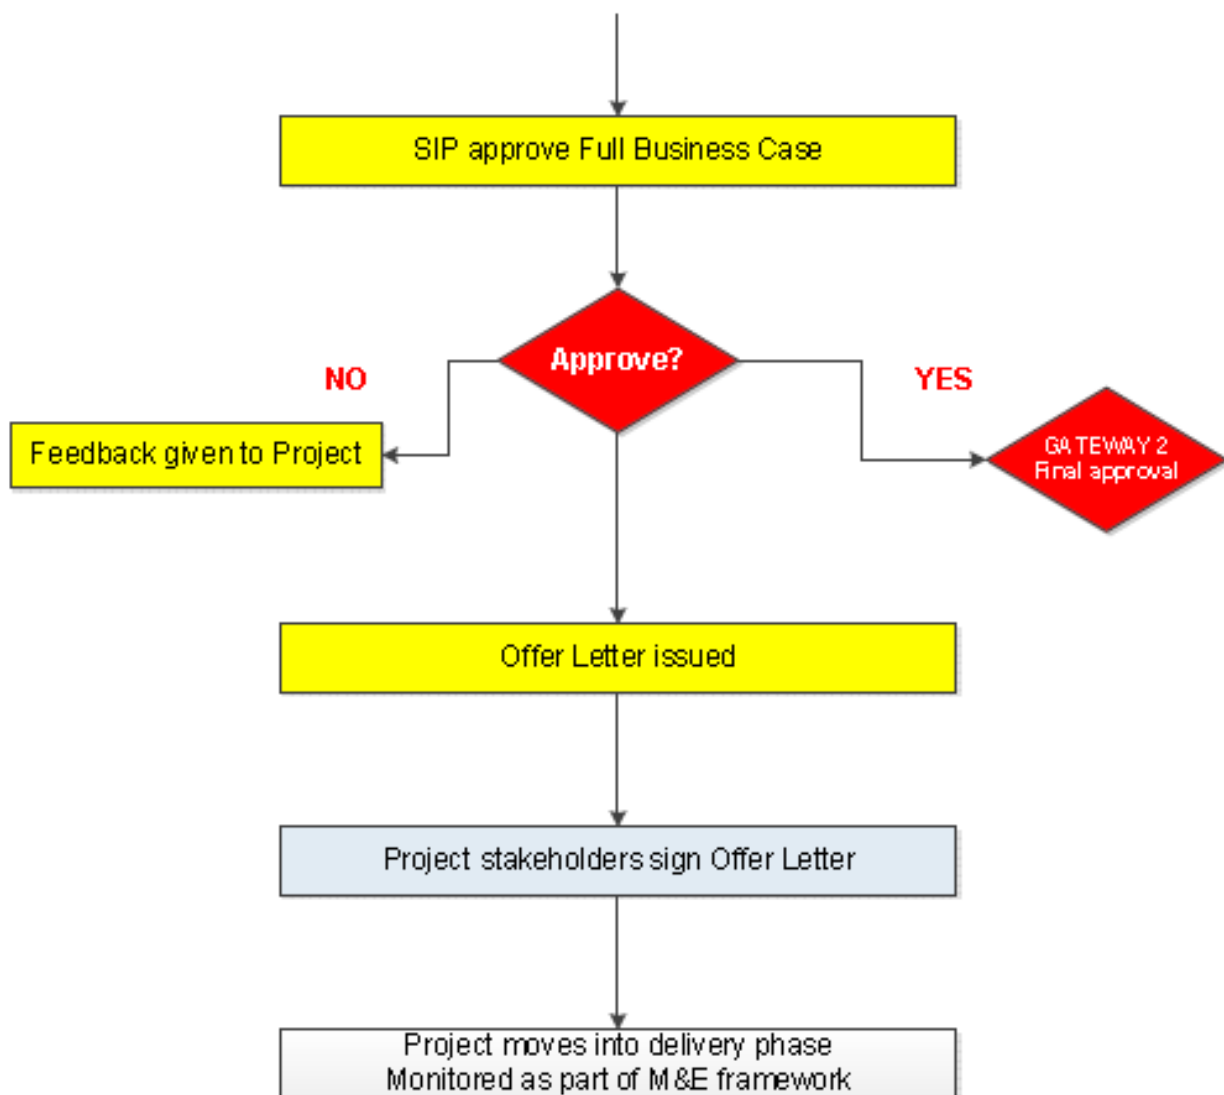 SIP approve Full Business Case
Approve?
NO
YES
Feedback given to Project
GATEWAY 2
Final approval
Offer Letter issued
Project stakeholders sign Offer Letter
Project moves into delivery phase
Monitored as part of M&E framework